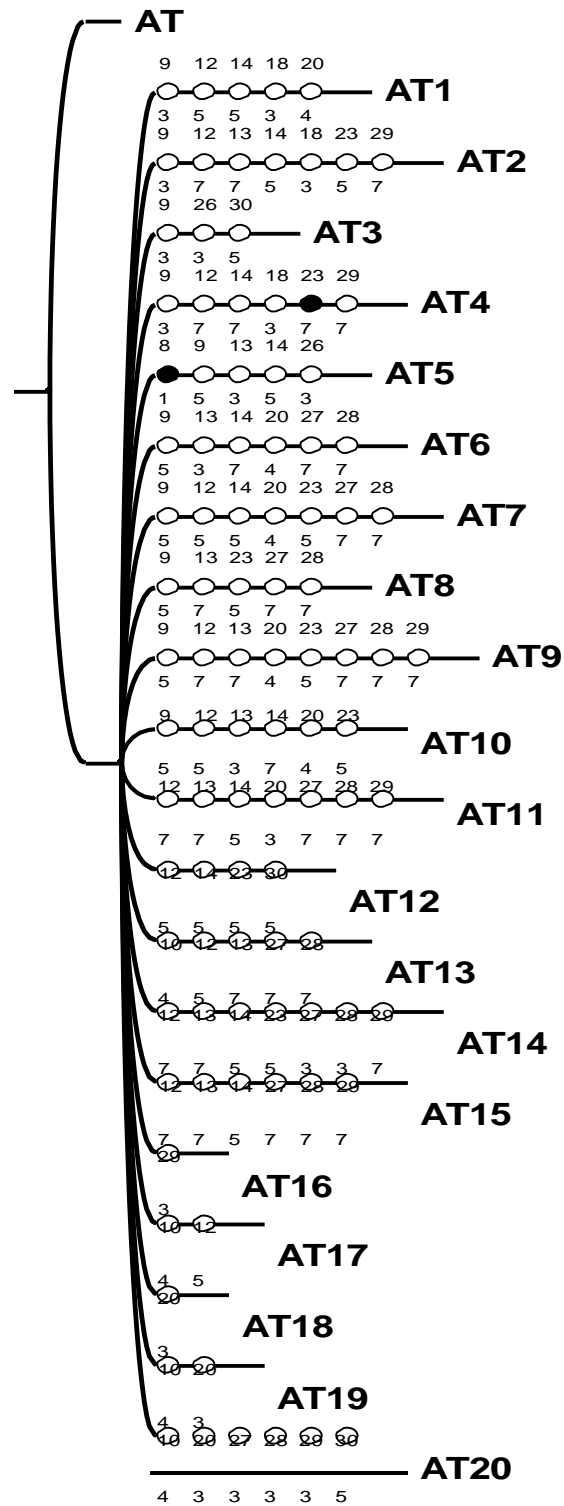 AT
9 12 14 18 20
AT1
3 5 5 3 4
9 12 13 14 18 23 29
AT2
3 7 7 5 3 5 7
9 26 30
AT3
3 3 5
9 12 14 18 23 29
AT4
3 7 7 3 7 7
8 9 13 14 26
AT5
1 5 3 5 3
9 13 14 20 27 28
AT6
5 3 7 4 7 7
9 12 14 20 23 27 28
AT7
5 5 5 4 5 7 7
9 13 23 27 28
AT8
5 7 5 7 7
9 12 13 20 23 27 28 29
AT9
5 7 7 4 5 7 7 7
9 12 13 14 20 23
AT10
5 5 3 7 4 5
12 13 14 20 27 28 29
AT11
7 7 5 3 7 7 7
12 14 23 30
AT12
5 5 5 5
10 12 13 27 28
AT13
4 5 7 7 7
12 13 14 23 27 28 29
AT14
7 7 5 5 3 3 7
12 13 14 27 28 29
AT15
7 7 5 7 7 7
29
AT16
3
10 12
AT17
4 5
20
AT18
3
10 20
AT19
4 3
10 20 27 28 29 30
AT20
4 3 3 3 3 5